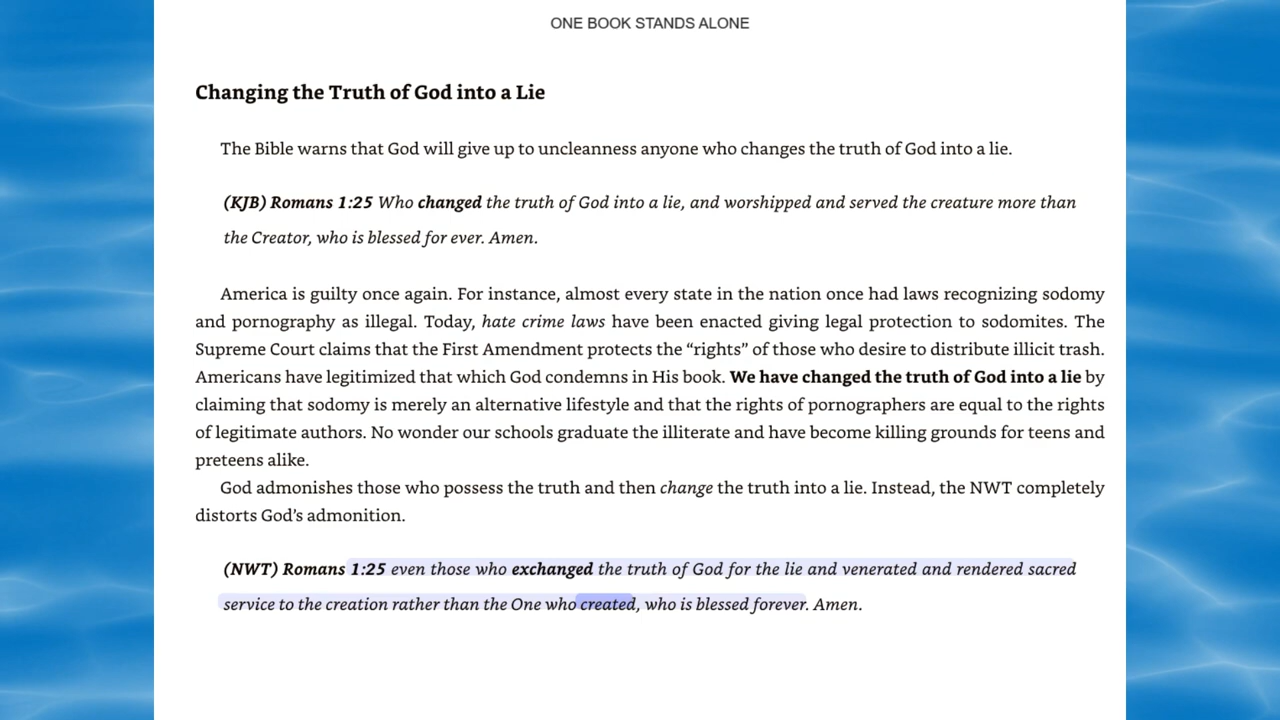 ONE BOOK STANDS ALONE
Changing the Truth of God into a Lie
The Bible warns that God will give up to uncleanness anyone who changes the truth of God into a lie.
(KJB) Romans 1:25 Who changed the truth of God into a lie, and worshipped and served the creature more than
the Creator, who is blessed for ever. Amen.
America is guilty once again. For instance, almost every state in the nation once had laws recognizing sodomy
and pornography as illegal. Today, hate crime laws have been enacted giving legal protection to sodomites. The
Supreme Court claims that the First Amendment protects the “rights” of those who desire to distribute illicit trash.
Americans have legitimized that which God condemns in His book. We have changed the truth of God into a lie by
claiming that sodomy is merely an alternative lifestyle and that the rights of pornographers are equal to the rights
of legitimate authors. No wonder our schools graduate the illiterate and have become killing grounds for teens and
preteens alike.
God admonishes those who possess the truth and then change the truth into a lie. Instead, the NWT completely
distorts God’s admonition.
(NWT) Romans 1:25 even those who exchanged the truth of God for the lie and venerated and rendered sacred
service to the creation rather than the One who created, who is blessed forever. Amen.